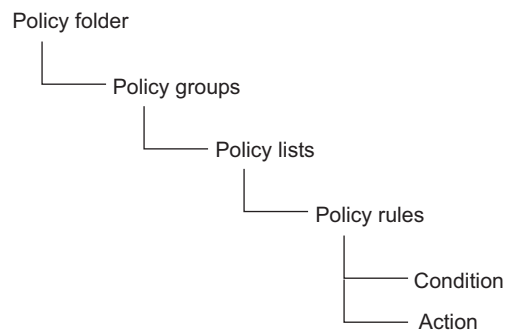 Policy folder
Policy groups
Policy lists
Policy rules
Condition
Action